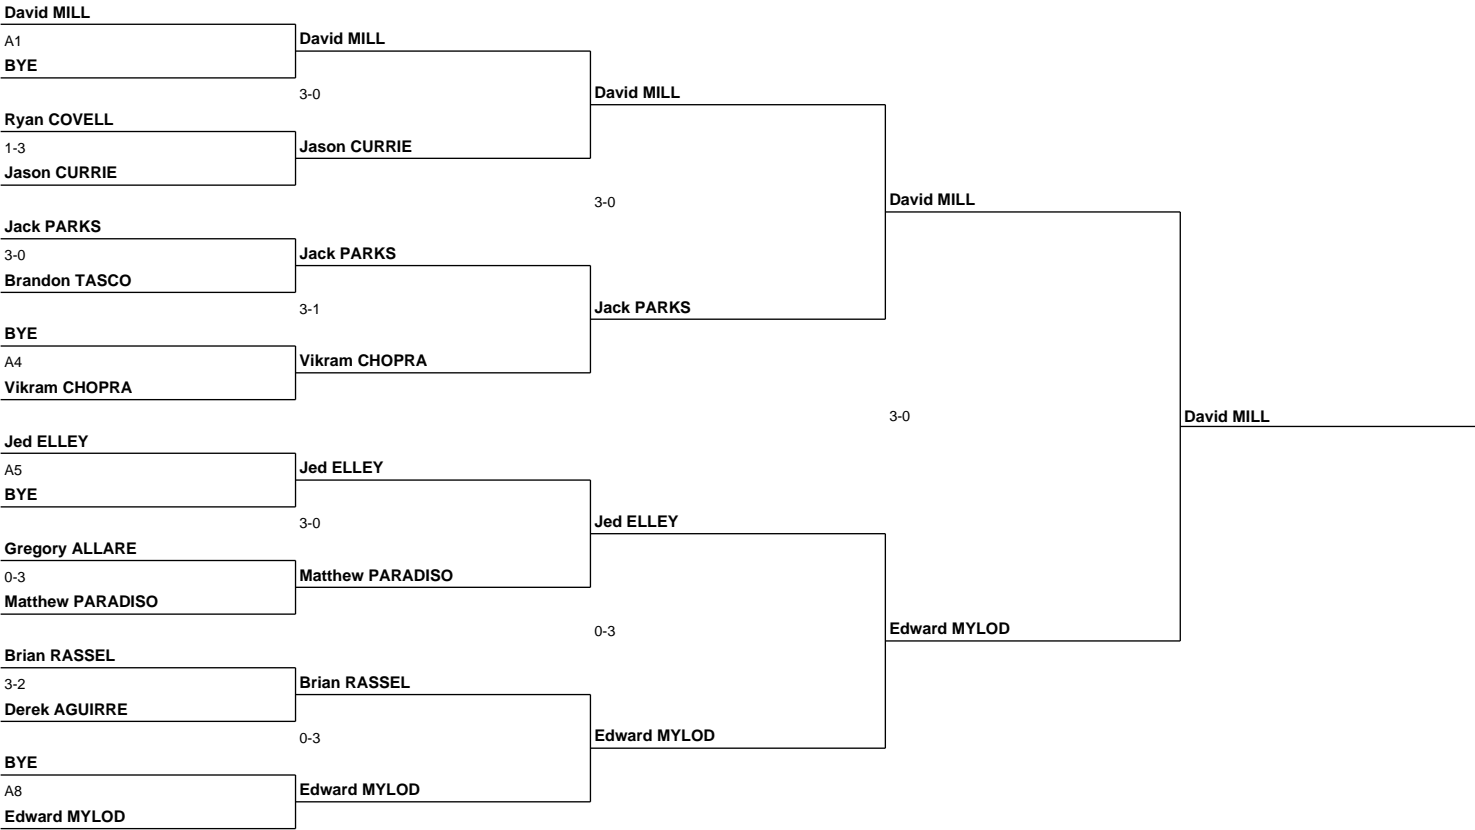 David MILL
A1
BYE
Ryan COVELL
1-3
Jason CURRIE
Jack PARKS
3-0
Brandon TASCO
BYE
A4
Vikram CHOPRA
Jed ELLEY
A5
BYE
Gregory ALLARE
0-3
Matthew PARADISO
Brian RASSEL
3-2
Derek AGUIRRE
BYE
A8
Edward MYLOD
David MILL
3-0
Jason CURRIE
Jack PARKS
3-1
Vikram CHOPRA
Jed ELLEY
3-0
Matthew PARADISO
Brian RASSEL
0-3
Edward MYLOD
David MILL
3-0
Jack PARKS
Jed ELLEY
0-3
Edward MYLOD
David MILL
3-0
Edward MYLOD
David MILL